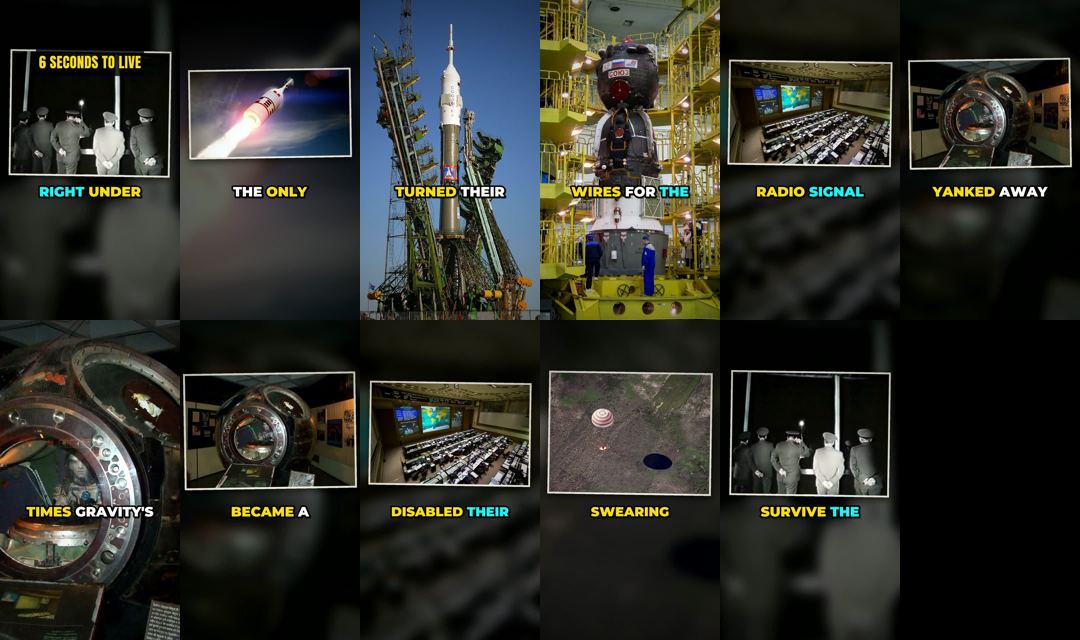 6 SECONDS TO LIVE
RIGHT UNDER
THE ONLY
TURNED THEIR
СОЮЗ
WIRES FOR THE
RADIO SIGNAL
YANKED AWAY
TIMES GRAVITY'S
BECAME A
DISABLED THEIR
SWEARING
SURVIVE THE